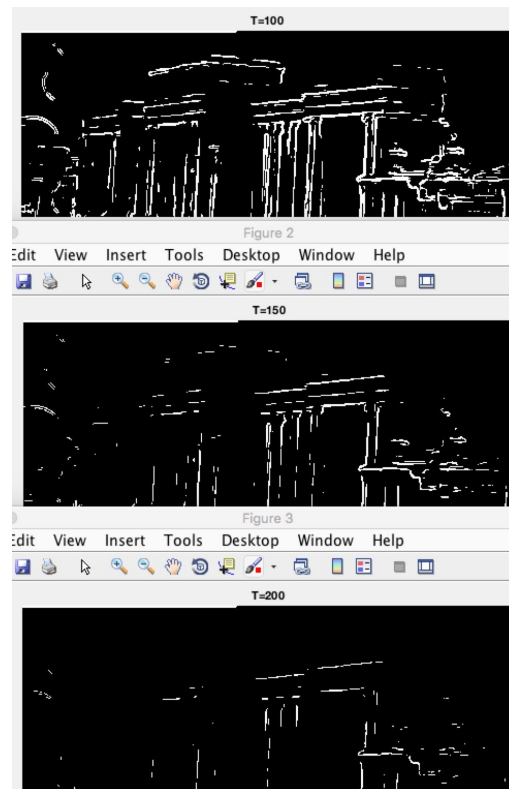 T=100
Figure 2
Edit View Insert Tools Desktop Window Help
T=150
Figure 3
Edit View Insert Tools Desktop Window Help
T=200